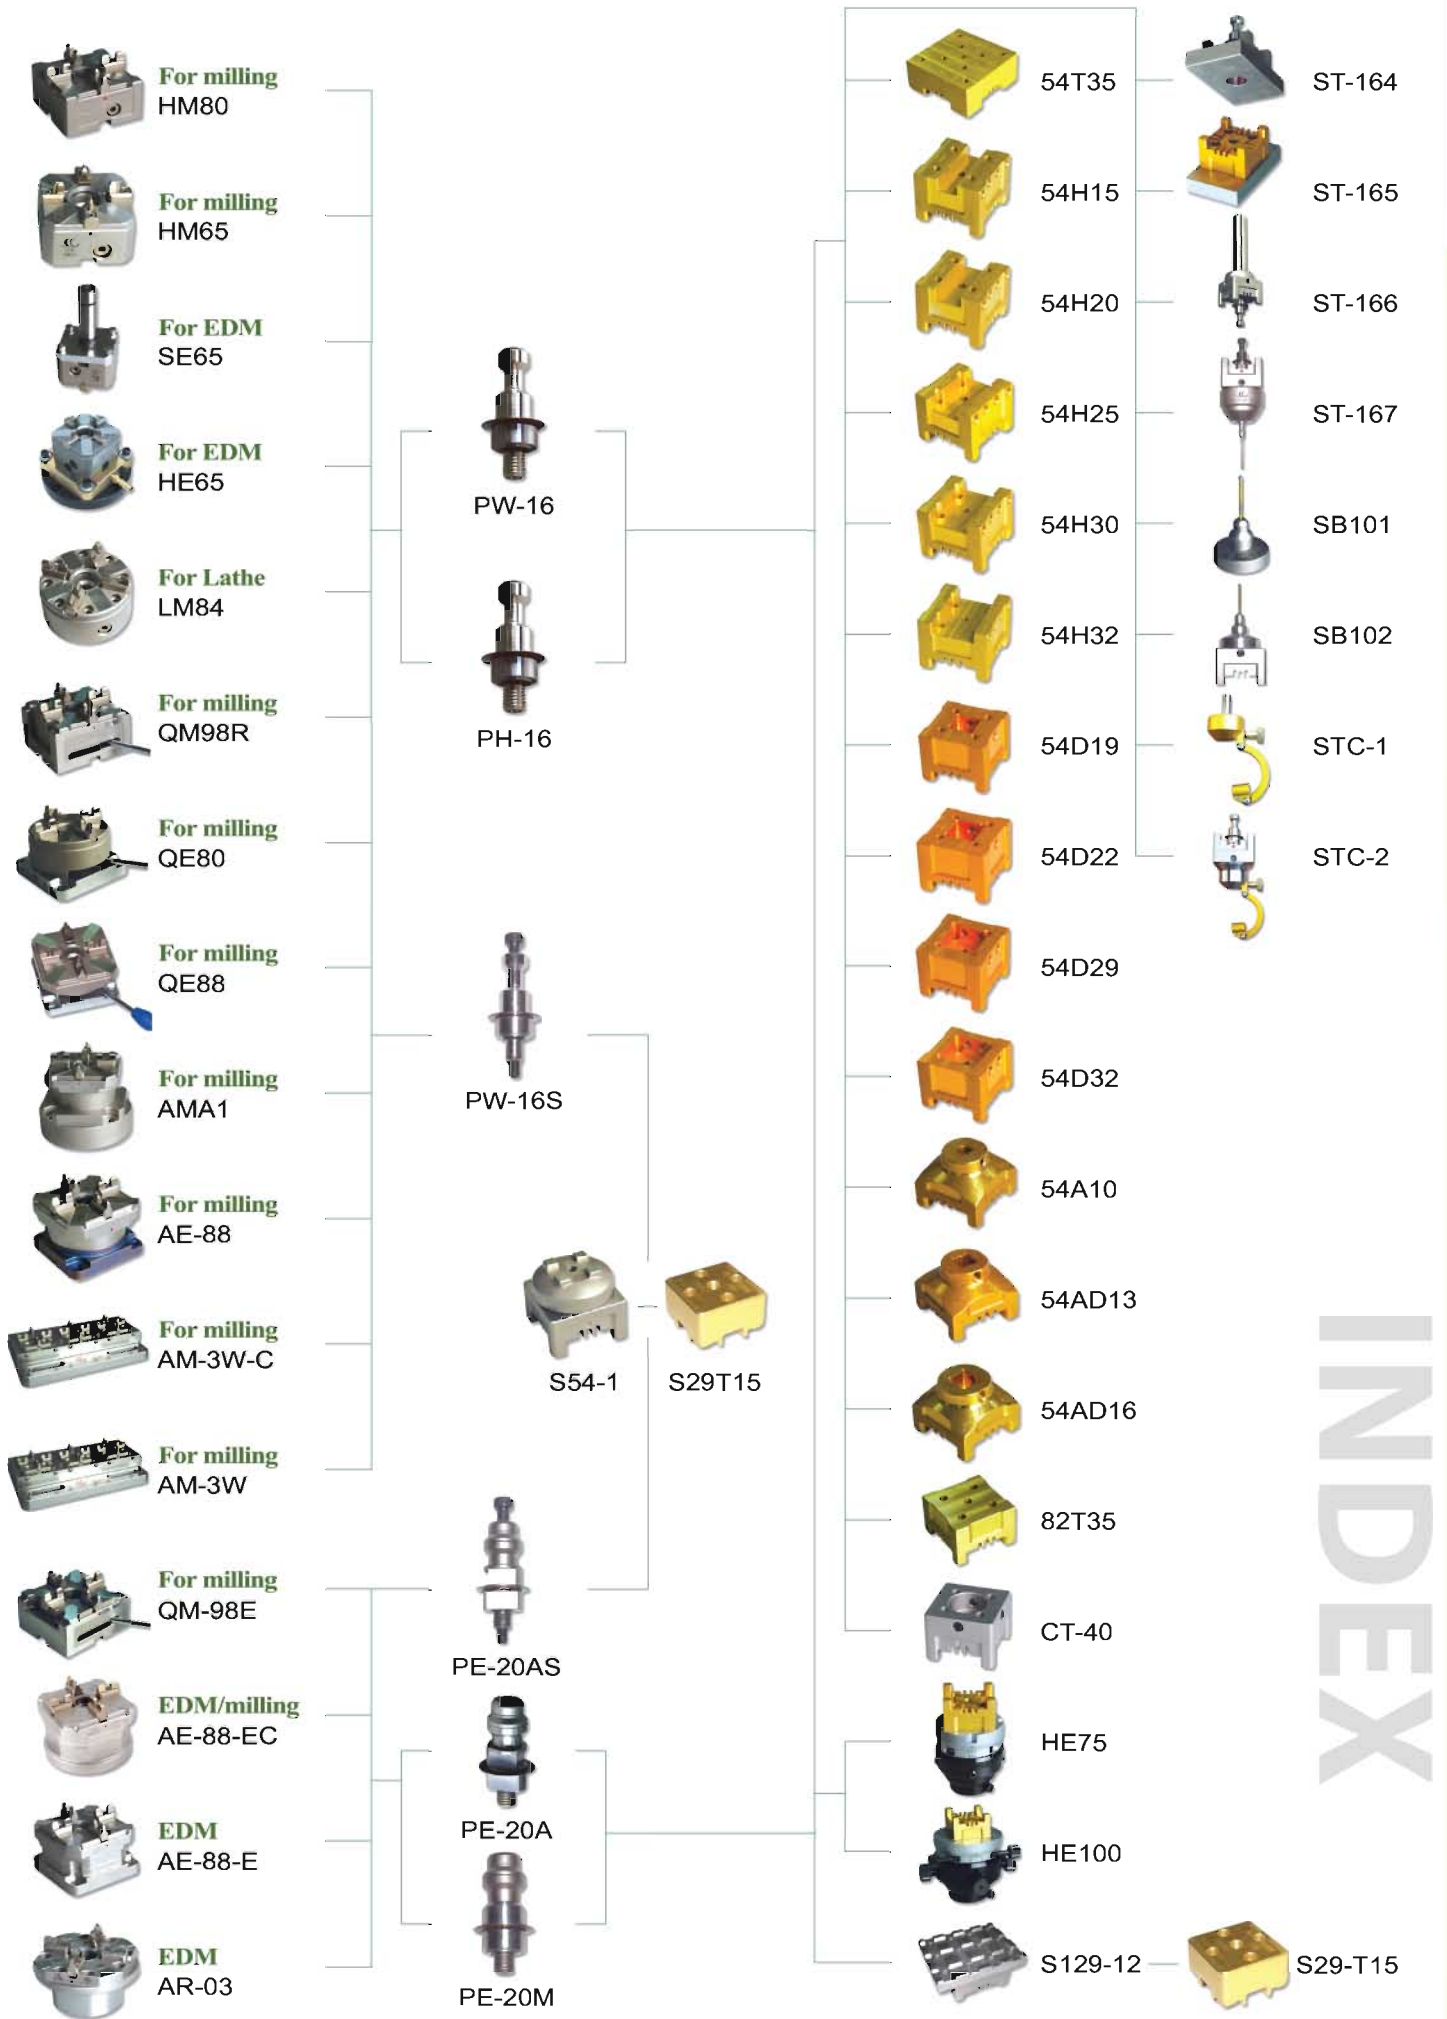 For milling
HM80
For milling
HM65
For EDM
SE65
For EDM
HE65
For Lathe
LM84
For milling
QM98R
For milling
QE80
For milling
QE88
For milling
AMA1
For milling
AE-88
For milling
AM-3W-C
For milling
AM-3W
For milling
QM-98E
EDM/milling
AE-88-EC
EDM
AE-88-E
EDM
AR-03
PW-16
PH-16
PW-16S
S54-1
S29T15
PE-20AS
PE-20A
PE-20M
54T35
54H15
54H20
54H25
54H30
54H32
54D19
54D22
54D29
54D32
54A10
54AD13
54AD16
82T35
CT-40
HE75
HE100
S129-12
S29-T15
ST-164
ST-165
ST-166
ST-167
SB101
SB102
STC-1
STC-2
INDEX